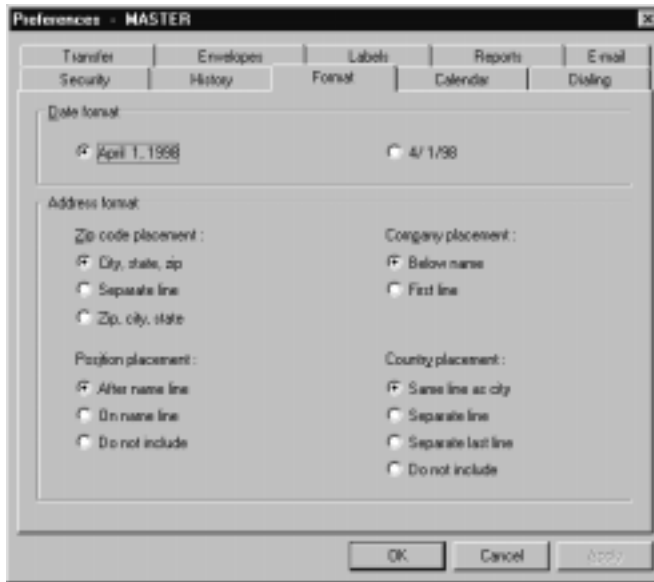 Preferences - MASTER
Transfer Envelopes Labels Reports E-mail
Security History Format Calendar Dialing
Date format
April 1, 1998 4/ 1/98
Address format
Zip code placement : Company placement :
City, state, zip Below name
Separate line First line
Zip, city, state
Position placement : Country placement :
After name line Same line as city
On name line Separate line
Do not include Separate last line
Do not include
OK Cancel Apply